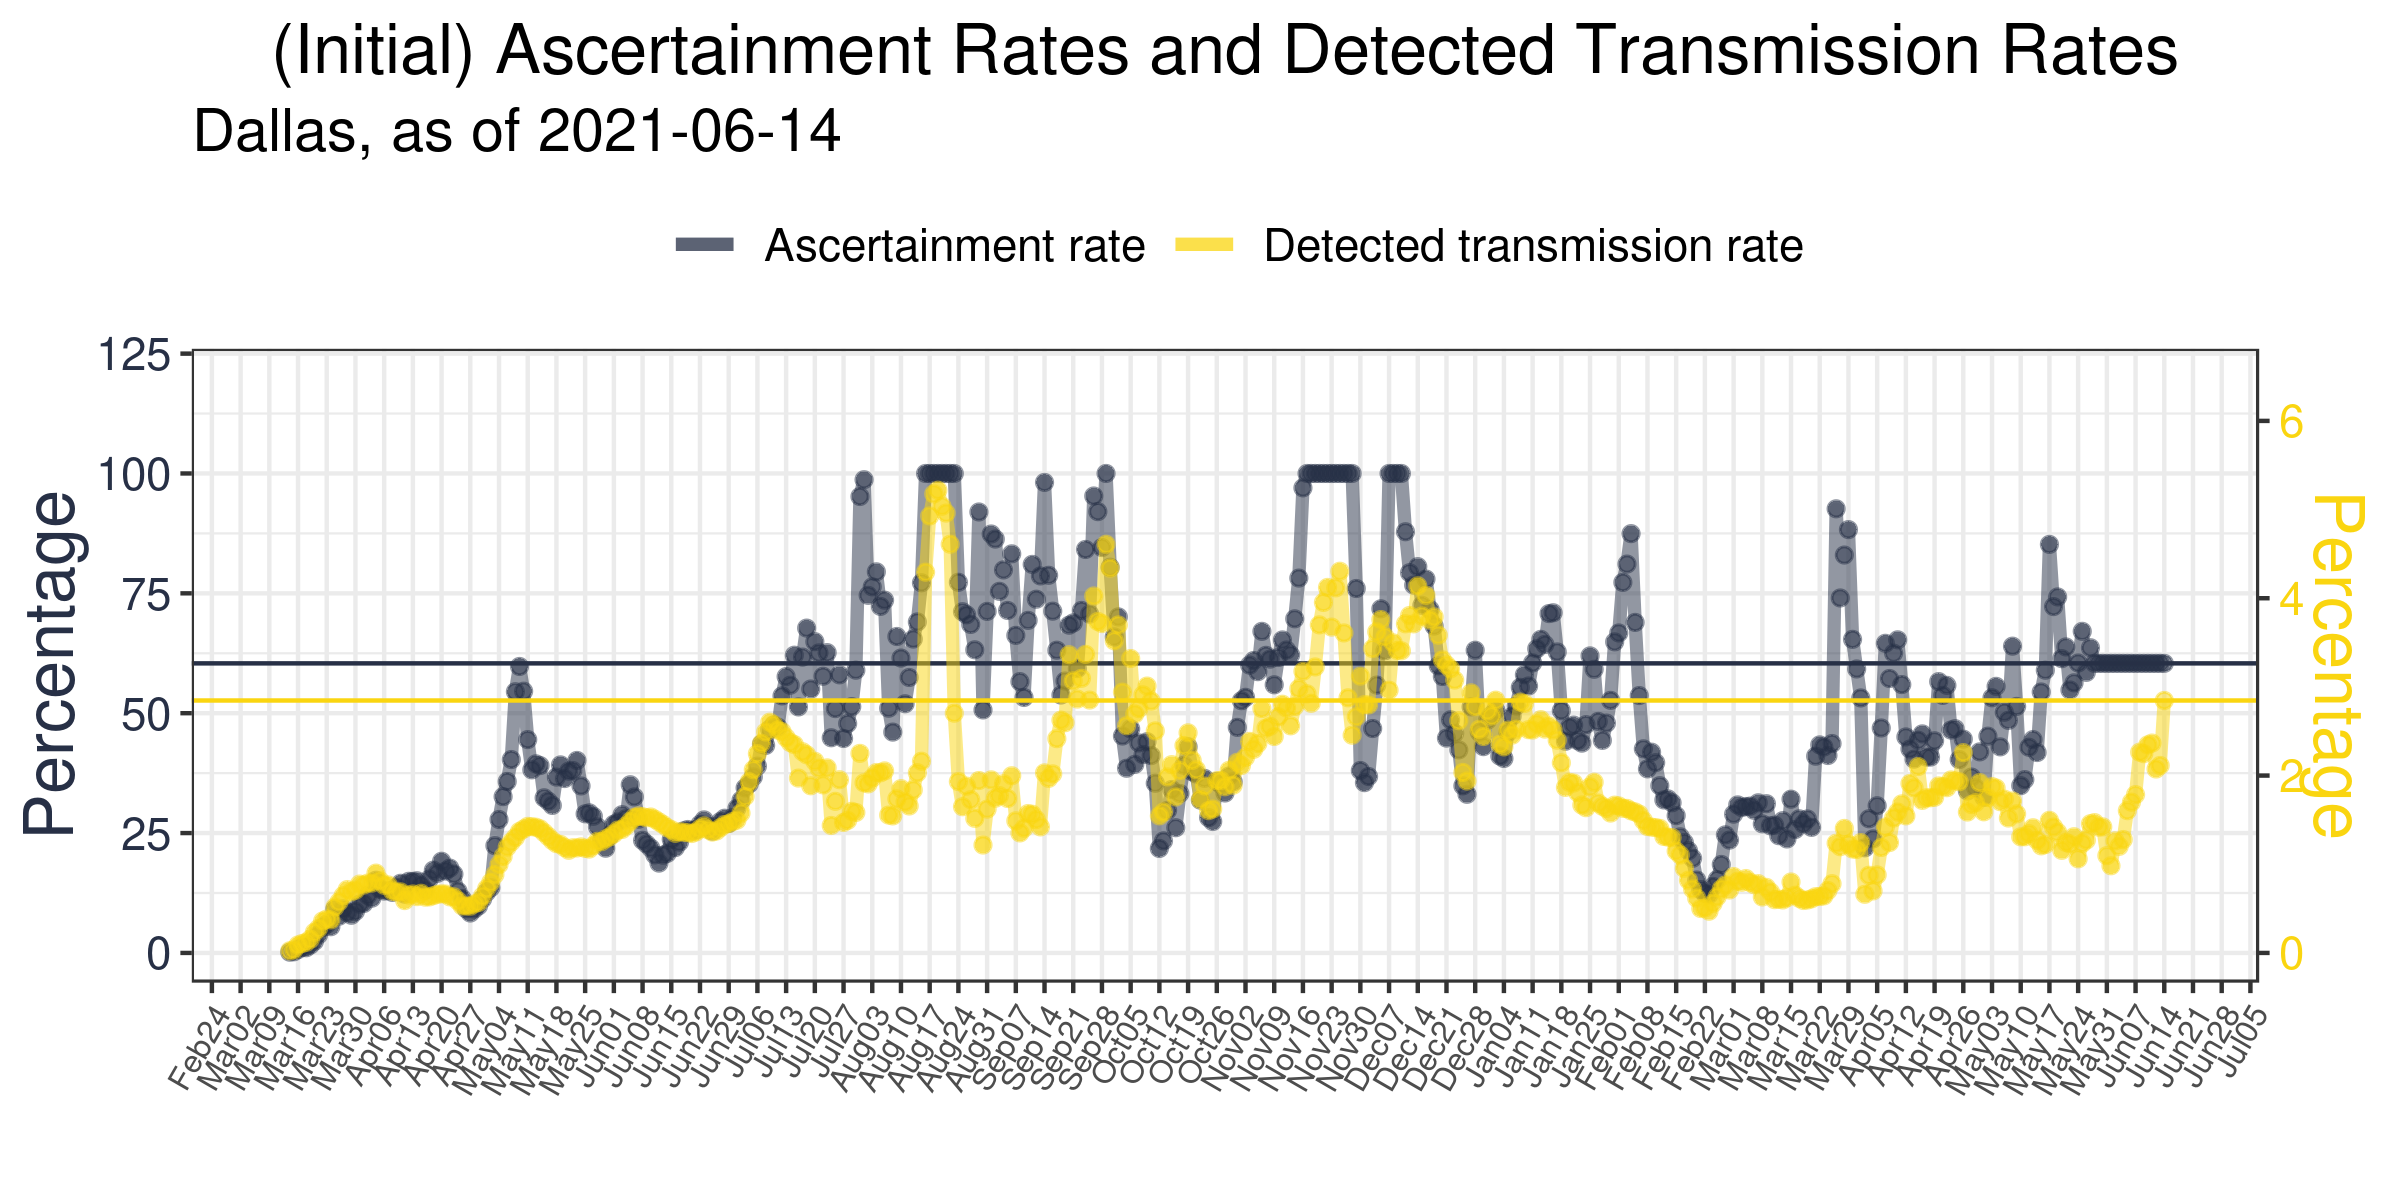 (Initial) Ascertainment Rates and Detected Transmission Rates
Dallas, as of 2021-06-14
Ascertainment rate
Detected transmission rate
Percentage
125
100
75
50
25
0
6
4
2
0
Percentage
Feb24
Mar02
Mar09
Mar16
Mar23
Mar30
Apr06
Apr13
Apr20
Apr27
May04
May11
May18
May25
Jun01
Jun08
Jun15
Jun22
Jun29
Jul06
Jul13
Jul20
Jul27
Aug03
Aug10
Aug17
Aug24
Aug31
Sep07
Sep14
Sep21
Sep28
Oct05
Oct12
Oct19
Oct26
Nov02
Nov09
Nov16
Nov23
Nov30
Dec07
Dec14
Dec21
Dec28
Jan04
Jan11
Jan18
Jan25
Feb01
Feb08
Feb15
Feb22
Mar01
Mar08
Mar15
Mar22
Mar29
Apr05
Apr12
Apr19
Apr26
May03
May10
May17
May24
May31
Jun07
Jun14
Jun21
Jun28
Jul05